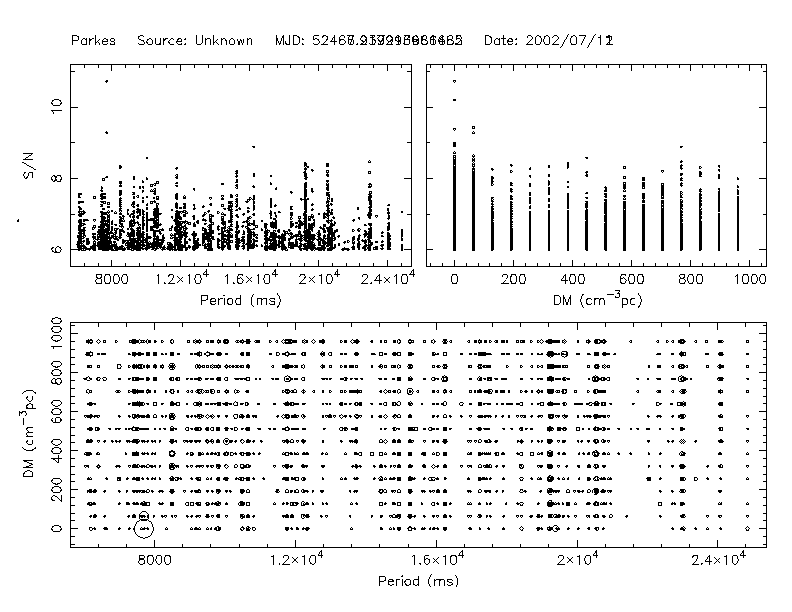 Parkes Source: Unknown MJD: Date: 2002/07/
S/N
10
8
6
8000 1.2×10⁴ 1.6×10⁴ 2×10⁴ 2.4×10⁴
Period (ms)
0 200 400 600 800 1000
DM (cm⁻³pc)
DM (cm⁻³pc)
1000
800
600
400
200
0
8000 1.2×10⁴ 1.6×10⁴ 2×10⁴ 2.4×10⁴
Period (ms)